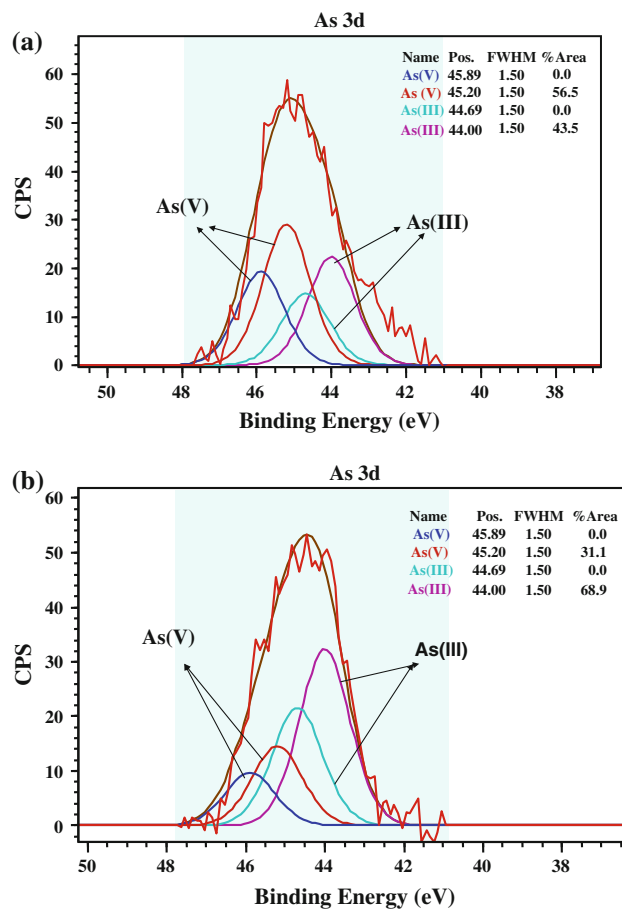 (a)
As 3d
Name Pos. FWHM %Area
As(V) 45.89 1.50 0.0
As (V) 45.20 1.50 56.5
As(III) 44.69 1.50 0.0
As(III) 44.00 1.50 43.5
60
50
40
30
20
10
0
CPS
As(V)
As(III)
50 48 46 44 42 40 38
Binding Energy (eV)
(b)
As 3d
Name Pos. FWHM %Area
As(V) 45.89 1.50 0.0
As(V) 45.20 1.50 31.1
As(III) 44.69 1.50 0.0
As(III) 44.00 1.50 68.9
60
50
40
30
20
10
0
CPS
As(V)
As(III)
50 48 46 44 42 40 38
Binding Energy (eV)